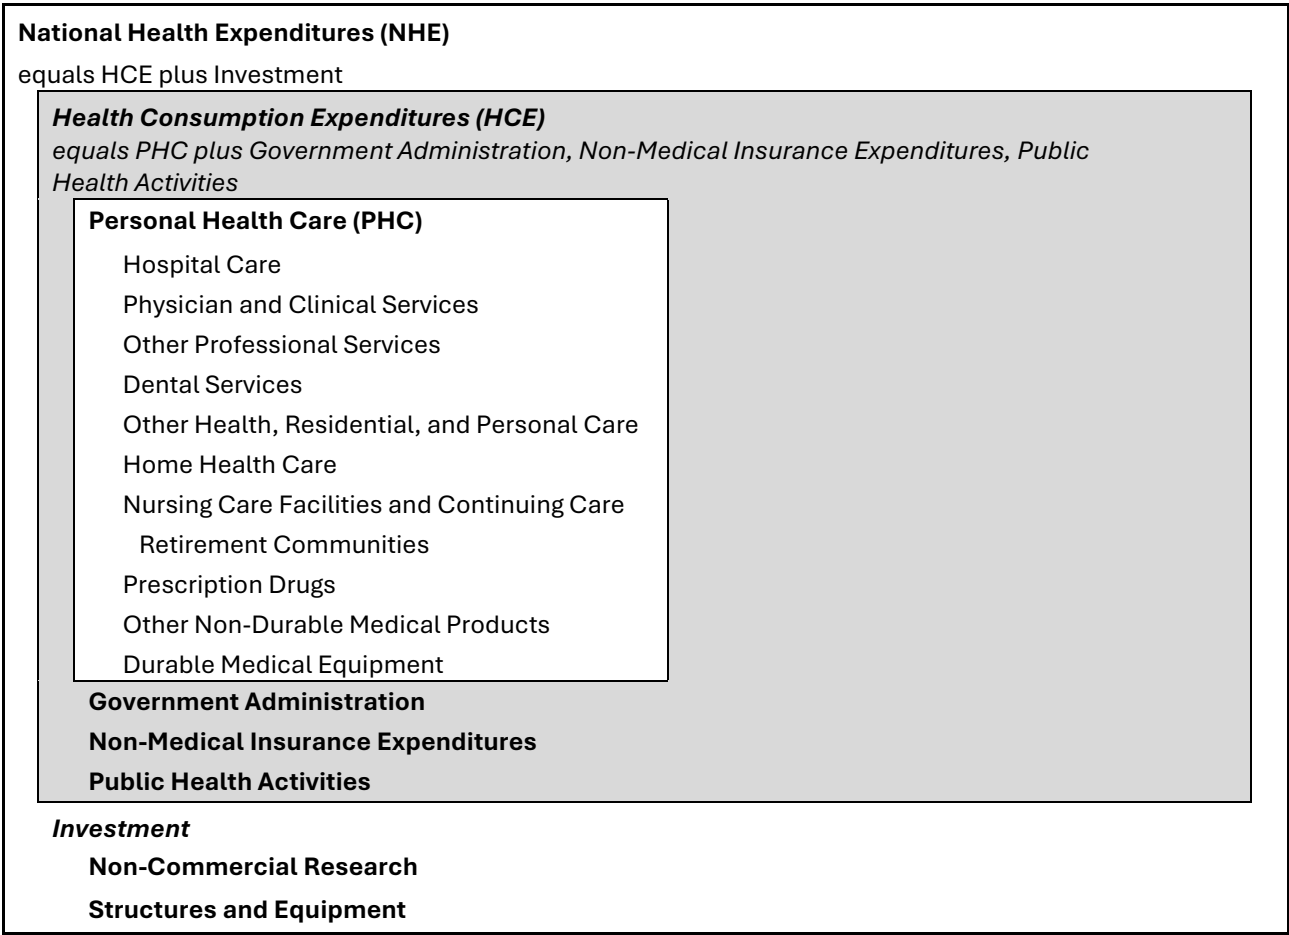 National Health Expenditures (NHE)
equals HCE plus Investment
Health Consumption Expenditures (HCE)
equals PHC plus Government Administration, Non-Medical Insurance Expenditures, Public
Health Activities
Personal Health Care (PHC)
Hospital Care
Physician and Clinical Services
Other Professional Services
Dental Services
Other Health, Residential, and Personal Care
Home Health Care
Nursing Care Facilities and Continuing Care
Retirement Communities
Prescription Drugs
Other Non-Durable Medical Products
Durable Medical Equipment
Government Administration
Non-Medical Insurance Expenditures
Public Health Activities
Investment
Non-Commercial Research
Structures and Equipment